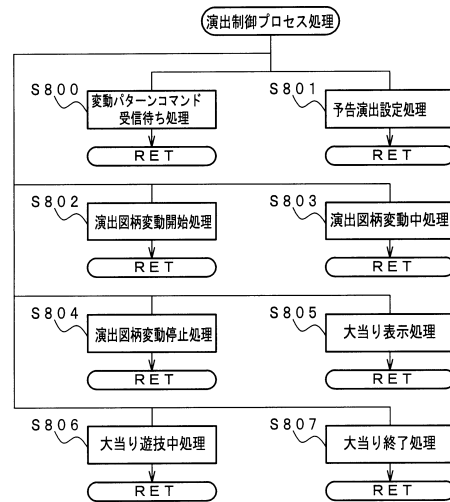 演出制御プロセス処理
S800
変動パターンコマンド
受信待ち処理
RET
S801
予告演出設定処理
RET
S802
演出図柄変動開始処理
RET
S803
演出図柄変動中処理
RET
S804
演出図柄変動停止処理
RET
S805
大当り表示処理
RET
S806
大当り遊技中処理
RET
S807
大当り終了処理
RET